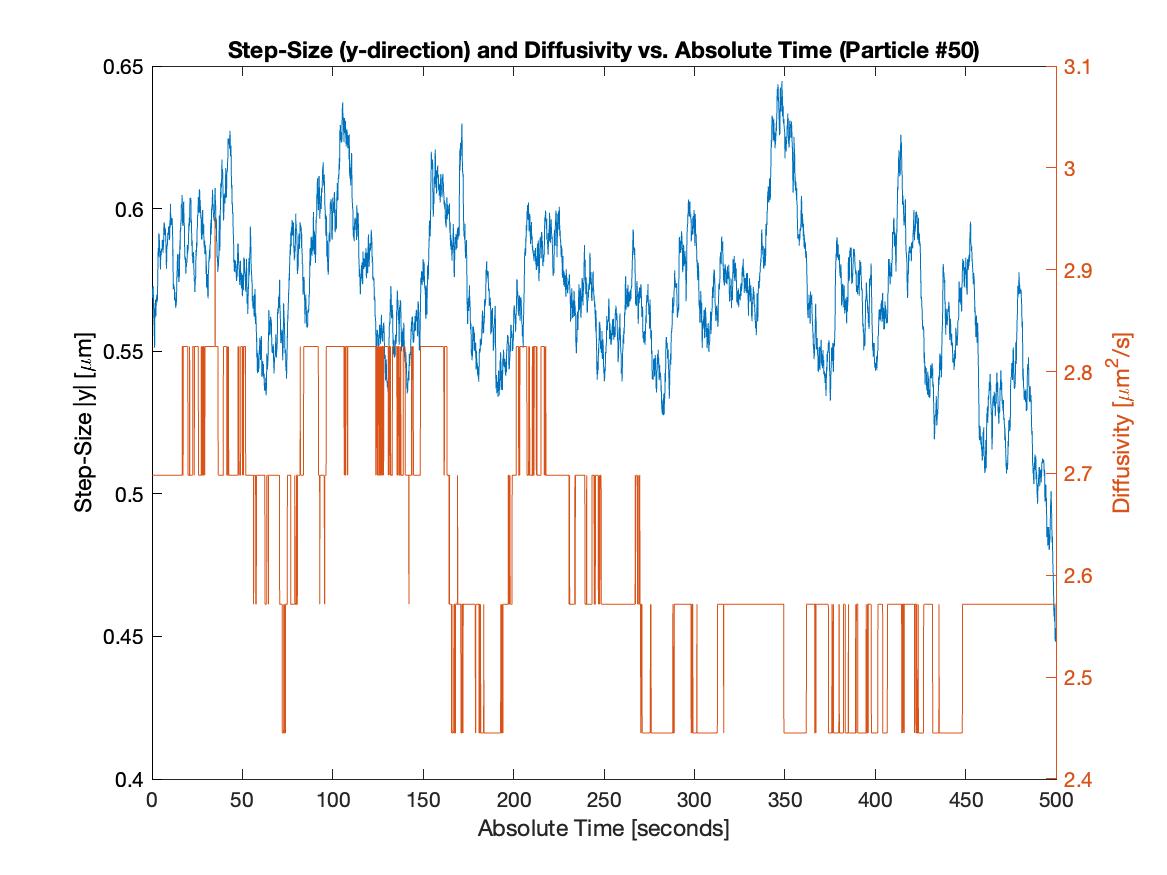 Step-Size (y-direction) and Diffusivity vs. Absolute Time (Particle #50)
0.65
0.6
0.55
0.5
0.45
0.4
Step-Size |y| [μm]
3.1
3
2.9
2.8
2.7
2.6
2.5
2.4
Diffusivity [μm²/s]
0 50 100 150 200 250 300 350 400 450 500
Absolute Time [seconds]